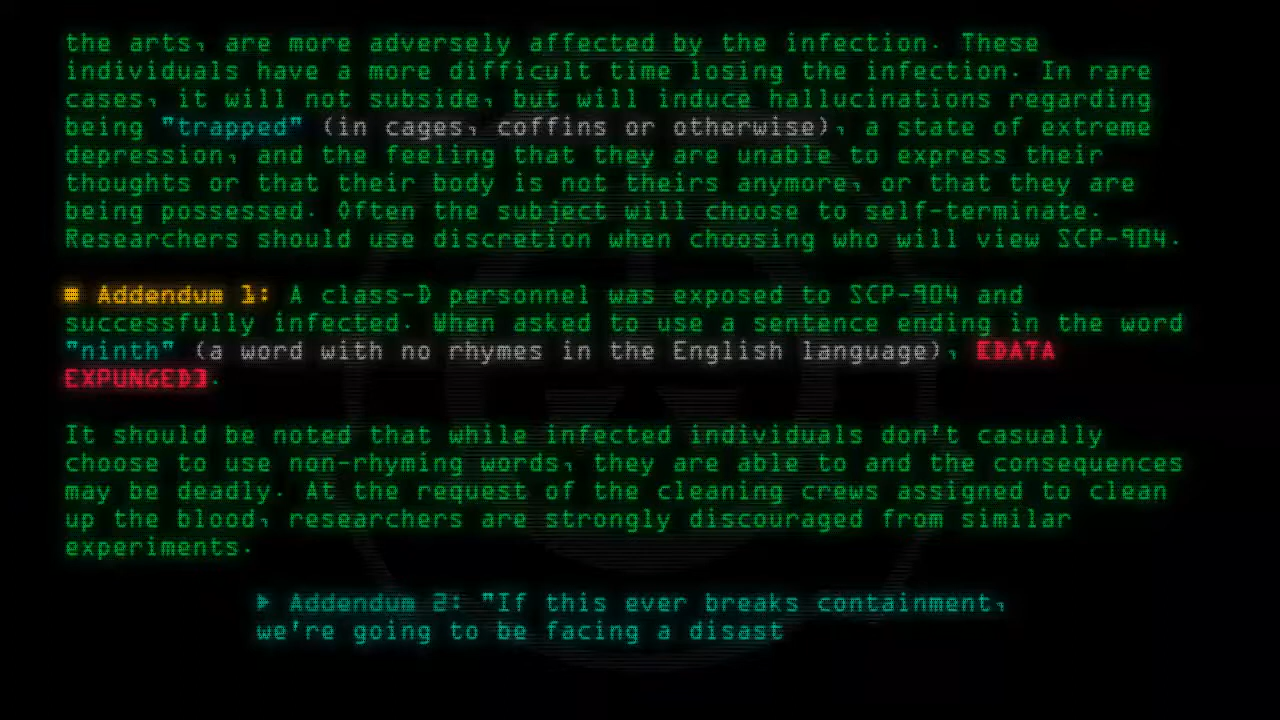 the arts, are more adversely affected by the infection. These
individuals have a more difficult time losing the infection. In rare
cases, it will not subside, but will induce hallucinations regarding
being "trapped" (in cages, coffins or otherwise), a state of extreme
depression, and the feeling that they are unable to express their
thoughts or that their body is not theirs anymore, or that they are
being possessed. Often the subject will choose to self-terminate.
Researchers should use discretion when choosing who will view SCP-904.
■ Addendum 1: A class-D personnel was exposed to SCP-904 and
successfully infected. When asked to use a sentence ending in the word
"ninth" (a word with no rhymes in the English language), [DATA
EXPUNGED].
It should be noted that while infected individuals don't casually
choose to use non-rhyming words, they are able to and the consequences
may be deadly. At the request of the cleaning crews assigned to clean
up the blood, researchers are strongly discouraged from similar
experiments.
► Addendum 2: "If this ever breaks containment,
we're going to be facing a disast